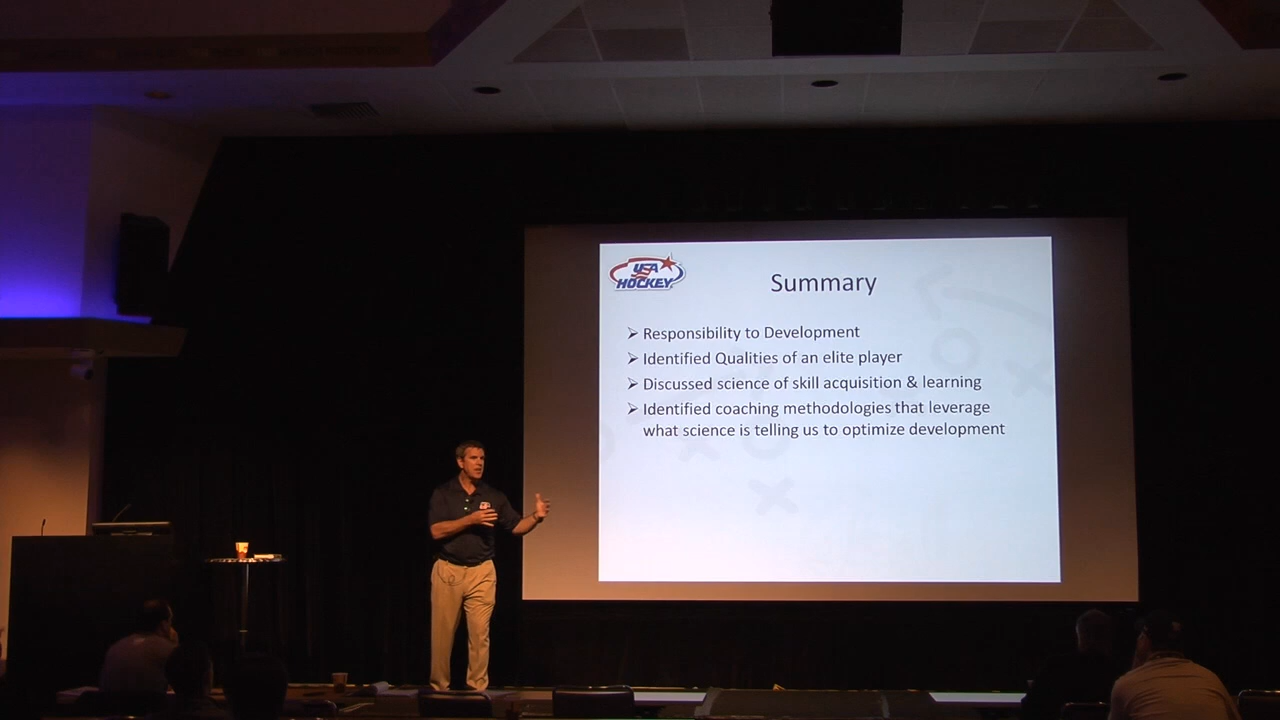 USA
HOCKEY
Summary
➢ Responsibility to Development
➢ Identified Qualities of an elite player
➢ Discussed science of skill acquisition & learning
➢ Identified coaching methodologies that leverage
what science is telling us to optimize development